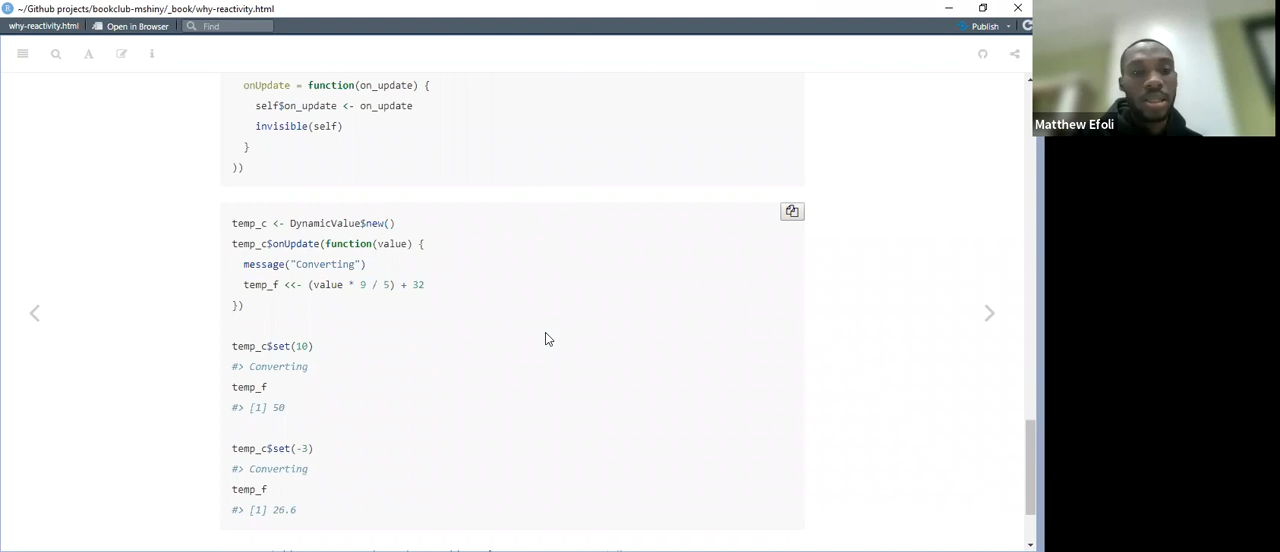 ~/Github projects/bookclub-mshiny/_book/why-reactivity.html
why-reactivity.html
Open in Browser
Find
Publish
onUpdate = function(on_update) {
self$on_update <- on_update
invisible(self)
}
))
temp_c <- DynamicValue$new()
temp_c$onUpdate(function(value) {
message("Converting")
temp_f <<- (value * 9 / 5) + 32
})
temp_c$set(10)
#> Converting
temp_f
#> [1] 50
temp_c$set(-3)
#> Converting
temp_f
#> [1] 26.6
Matthew Efoli